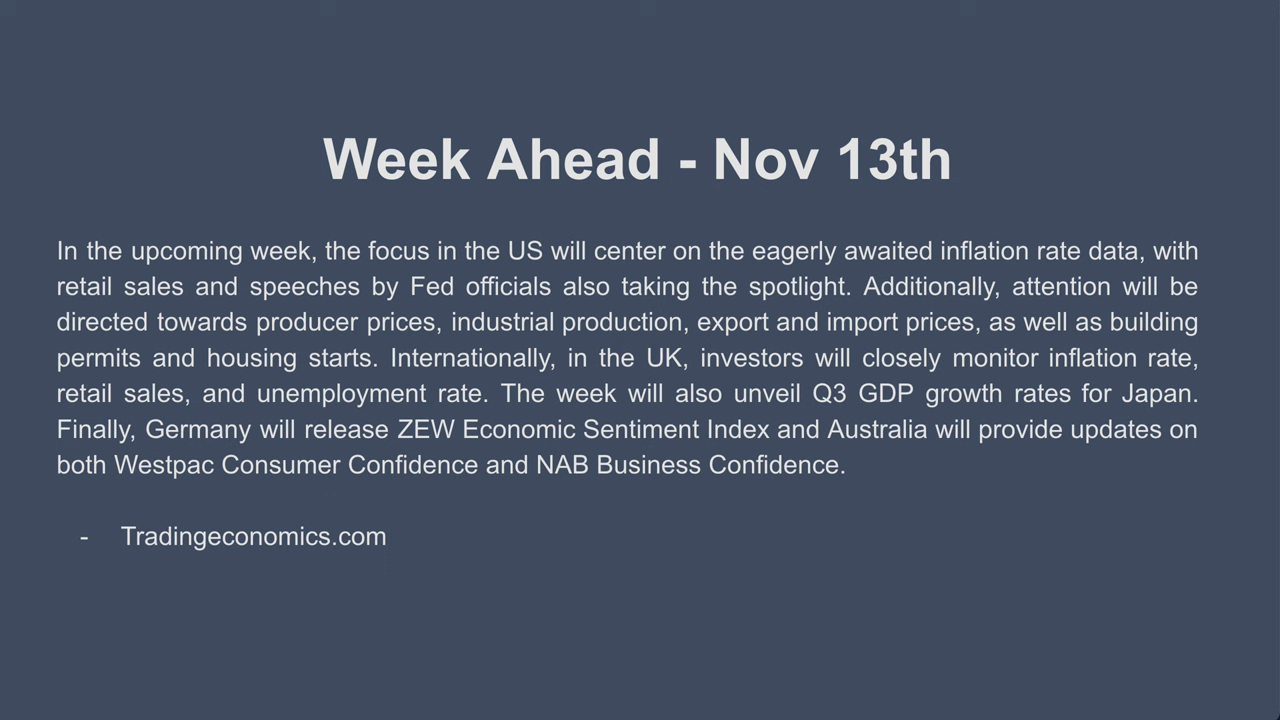 Week Ahead - Nov 13th
In the upcoming week, the focus in the US will center on the eagerly awaited inflation rate data, with
retail sales and speeches by Fed officials also taking the spotlight. Additionally, attention will be
directed towards producer prices, industrial production, export and import prices, as well as building
permits and housing starts. Internationally, in the UK, investors will closely monitor inflation rate,
retail sales, and unemployment rate. The week will also unveil Q3 GDP growth rates for Japan.
Finally, Germany will release ZEW Economic Sentiment Index and Australia will provide updates on
both Westpac Consumer Confidence and NAB Business Confidence.
- Tradingeconomics.com